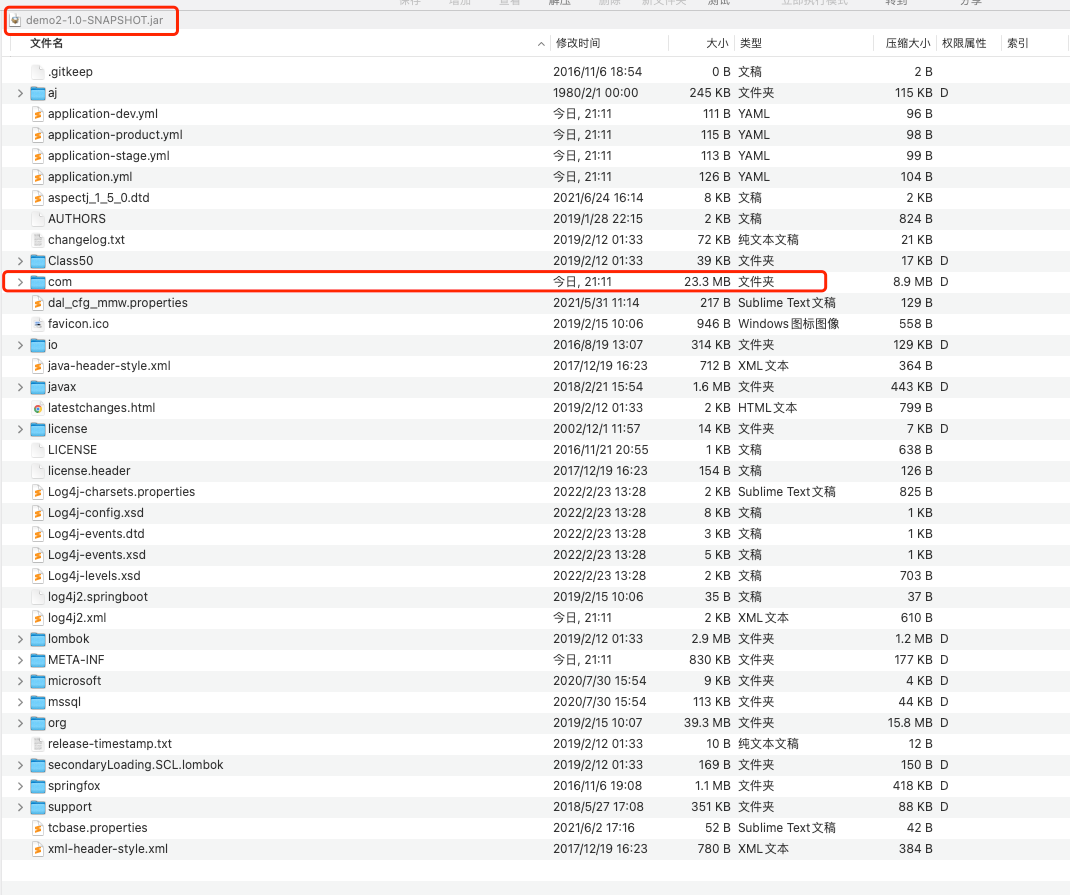 保存 增加 查看 解压 删除 新文件夹 测试 立即执行模式 转到 分享
demo2-1.0-SNAPSHOT.jar
文件名 修改时间 大小 类型 压缩大小 权限属性 索引
.gitkeep 2016/11/6 18:54 0 B 文稿 2 B
aj 1980/2/1 00:00 245 KB 文件夹 115 KB D
application-dev.yml 今日, 21:11 111 B YAML 96 B
application-product.yml 今日, 21:11 115 B YAML 98 B
application-stage.yml 今日, 21:11 113 B YAML 99 B
application.yml 今日, 21:11 126 B YAML 104 B
aspectj_1_5_0.dtd 2021/6/24 16:14 8 KB 文稿 2 KB
AUTHORS 2019/1/28 22:15 2 KB 文稿 824 B
changelog.txt 2019/2/12 01:33 72 KB 纯文本文稿 21 KB
Class50 2019/2/12 01:33 39 KB 文件夹 17 KB D
com 今日, 21:11 23.3 MB 文件夹 8.9 MB D
dal_cfg_mmw.properties 2021/5/31 11:14 217 B Sublime Text文稿 129 B
favicon.ico 2019/2/15 10:06 946 B Windows图标图像 558 B
io 2016/8/19 13:07 314 KB 文件夹 129 KB D
java-header-style.xml 2017/12/19 16:23 712 B XML文本 364 B
javax 2018/2/21 15:54 1.6 MB 文件夹 443 KB D
latestchanges.html 2019/2/12 01:33 2 KB HTML文本 799 B
license 2002/12/1 11:57 14 KB 文件夹 7 KB D
LICENSE 2016/11/21 20:55 1 KB 文稿 638 B
license.header 2017/12/19 16:23 154 B 文稿 126 B
Log4j-charsets.properties 2022/2/23 13:28 2 KB Sublime Text文稿 825 B
Log4j-config.xsd 2022/2/23 13:28 8 KB 文稿 1 KB
Log4j-events.dtd 2022/2/23 13:28 3 KB 文稿 1 KB
Log4j-events.xsd 2022/2/23 13:28 5 KB 文稿 1 KB
Log4j-levels.xsd 2022/2/23 13:28 2 KB 文稿 703 B
log4j2.springboot 2019/2/15 10:06 35 B 文稿 37 B
log4j2.xml 今日, 21:11 2 KB XML文本 610 B
lombok 2019/2/12 01:33 2.9 MB 文件夹 1.2 MB D
META-INF 今日, 21:11 830 KB 文件夹 177 KB D
microsoft 2020/7/30 15:54 9 KB 文件夹 4 KB D
mssql 2020/7/30 15:54 113 KB 文件夹 44 KB D
org 2019/2/15 10:07 39.3 MB 文件夹 15.8 MB D
release-timestamp.txt 2019/2/12 01:33 10 B 纯文本文稿 12 B
secondaryLoading.SCL.lombok 2019/2/12 01:33 169 B 文件夹 150 B D
springfox 2016/11/6 19:08 1.1 MB 文件夹 418 KB D
support 2018/5/27 17:08 351 KB 文件夹 88 KB D
tcbase.properties 2021/6/2 17:16 52 B Sublime Text文稿 42 B
xml-header-style.xml 2017/12/19 16:23 780 B XML文本 384 B